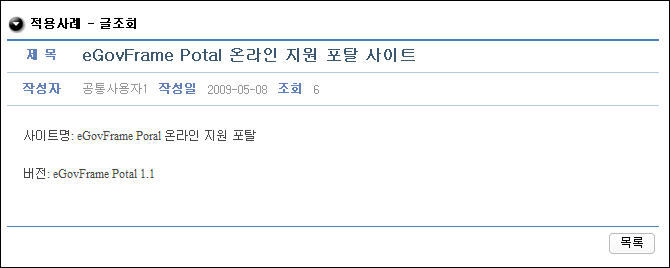 적용사례 - 글조회
제 목 eGovFrame Potal 온라인 지원 포탈 사이트
작성자 공통사용자1 작성일 2009-05-08 조회 6
사이트명: eGovFrame Poral 온라인 지원 포탈
버전: eGovFrame Potal 1.1
목록